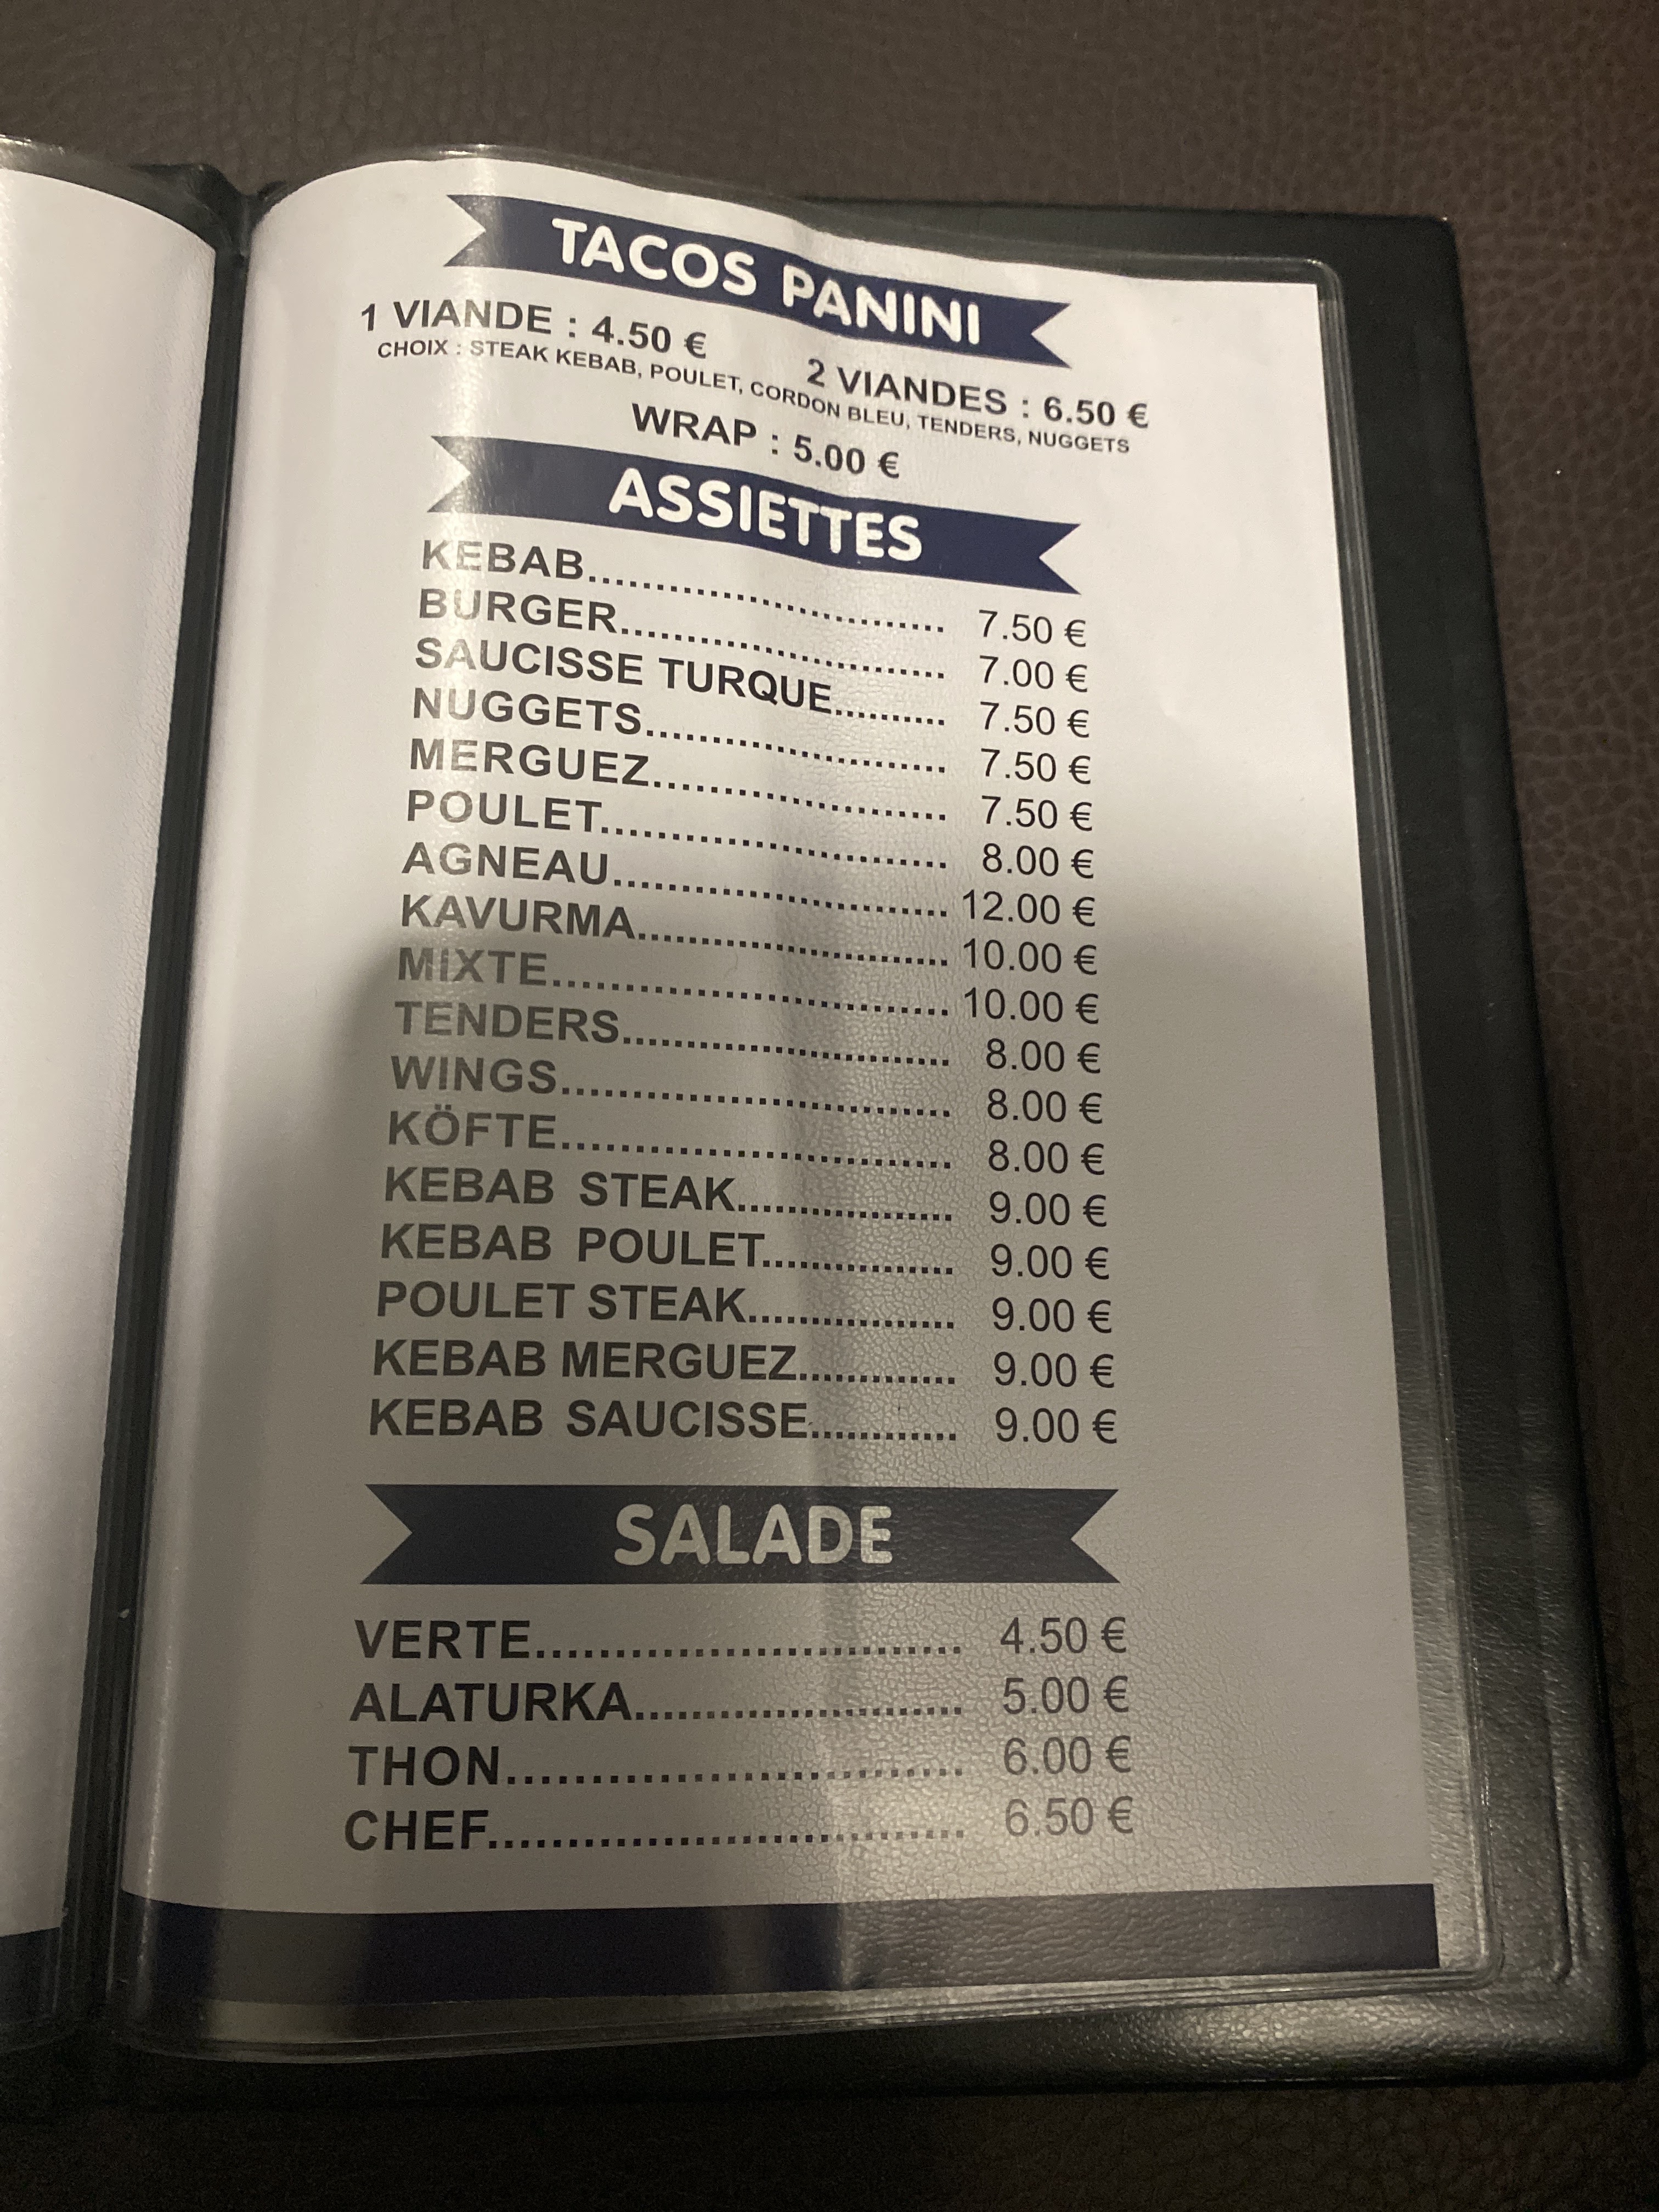 TACOS PANINI
1 VIANDE : 4.50 € 2 VIANDES : 6.50 €
CHOIX : STEAK KEBAB, POULET, CORDON BLEU, TENDERS, NUGGETS
WRAP : 5.00 €
ASSIETTES
KEBAB........................... 7.50 €
BURGER......................... 7.00 €
SAUCISSE TURQUE.......... 7.50 €
NUGGETS....................... 7.50 €
MERGUEZ....................... 7.50 €
POULET.......................... 8.00 €
AGNEAU.......................... 12.00 €
KAVURMA........................ 10.00 €
MIXTE.............................. 10.00 €
TENDERS......................... 8.00 €
WINGS............................. 8.00 €
KÖFTE............................. 8.00 €
KEBAB STEAK................. 9.00 €
KEBAB POULET............... 9.00 €
POULET STEAK................ 9.00 €
KEBAB MERGUEZ............. 9.00 €
KEBAB SAUCISSE............ 9.00 €
SALADE
VERTE............................ 4.50 €
ALATURKA...................... 5.00 €
THON.............................. 6.00 €
CHEF.............................. 6.50 €